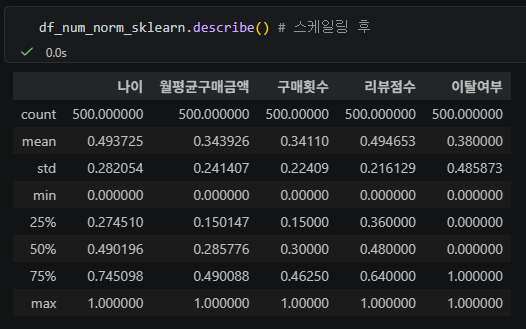 df_num_norm_sklearn.describe() # 스케일링 후
0.0s
나이 월평균구매금액 구매횟수 리뷰점수 이탈여부
count 500.000000 500.000000 500.00000 500.000000 500.000000
mean 0.493725 0.343926 0.34110 0.494653 0.380000
std 0.282054 0.241407 0.22409 0.216129 0.485873
min 0.000000 0.000000 0.00000 0.000000 0.000000
25% 0.274510 0.150147 0.15000 0.360000 0.000000
50% 0.490196 0.285776 0.30000 0.480000 0.000000
75% 0.745098 0.490088 0.46250 0.640000 1.000000
max 1.000000 1.000000 1.00000 1.000000 1.000000